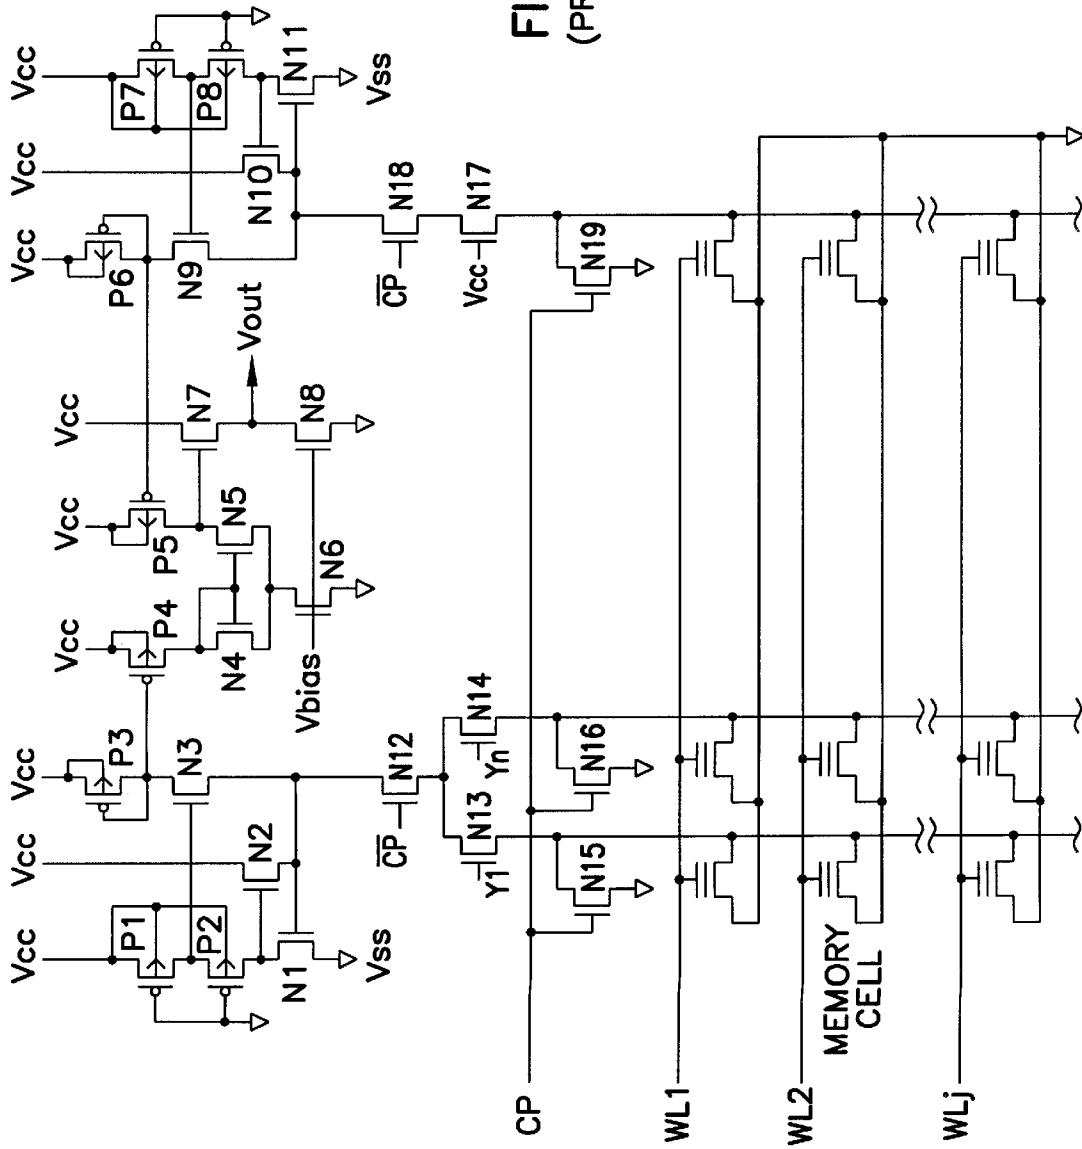 FI
(PR
Vcc
Vcc
Vcc
Vcc
Vcc
Vcc
Vcc
Vcc
Vcc
P1
P2
P3
P4
P5
P6
P7
P8
N1
N2
N3
N4
N5
N6
N7
N8
N9
N10
N11
Vss
Vss
Vbias
Vout
CP
N12
CP
N18
Vcc
N17
Y1
N13
Yn
N14
N15
N16
N19
CP
WL1
WL2
MEMORY
CELL
WLj